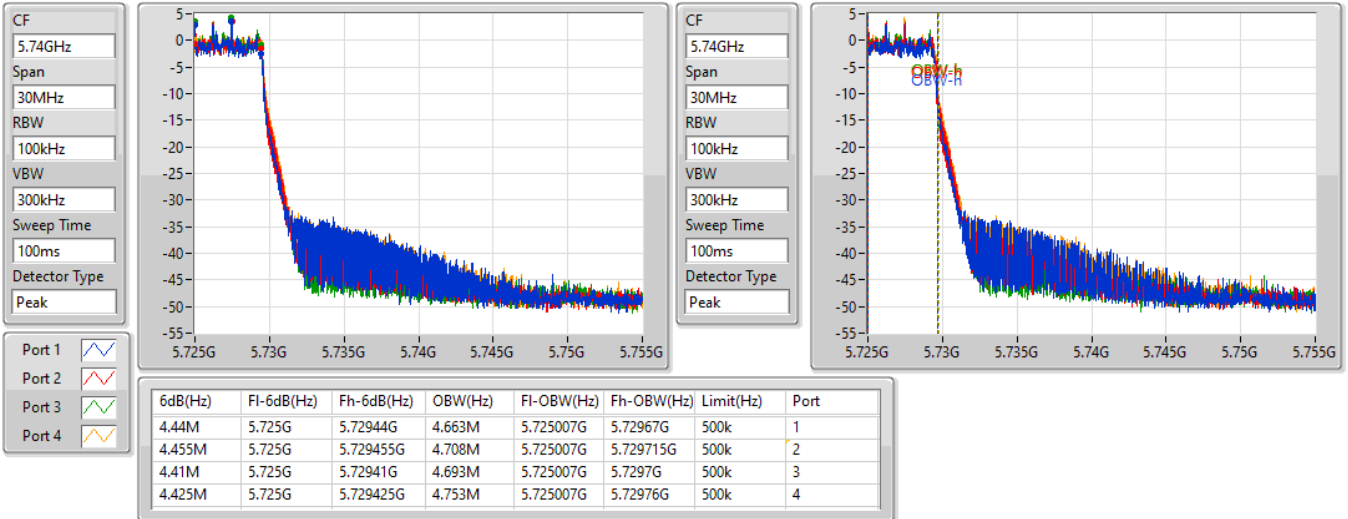 CF
5.74GHz
Span
30MHz
RBW
100kHz
VBW
300kHz
Sweep Time
100ms
Detector Type
Peak
5
0
-5
-10
-15
-20
-25
-30
-35
-40
-45
-50
-55
5.725G 5.73G 5.735G 5.74G 5.745G 5.75G 5.755G
CF
5.74GHz
Span
30MHz
RBW
100kHz
VBW
300kHz
Sweep Time
100ms
Detector Type
Peak
5
0
-5
-10
-15
-20
-25
-30
-35
-40
-45
-50
-55
OBW-h
OBW-h
5.725G 5.73G 5.735G 5.74G 5.745G 5.75G 5.755G
Port 1
Port 2
Port 3
Port 4
6dB(Hz) Fl-6dB(Hz) Fh-6dB(Hz) OBW(Hz) Fl-OBW(Hz) Fh-OBW(Hz) Limit(Hz) Port
4.44M 5.725G 5.72944G 4.663M 5.725007G 5.72967G 500k 1
4.455M 5.725G 5.729455G 4.708M 5.725007G 5.729715G 500k 2
4.41M 5.725G 5.72941G 4.693M 5.725007G 5.7297G 500k 3
4.425M 5.725G 5.729425G 4.753M 5.725007G 5.72976G 500k 4